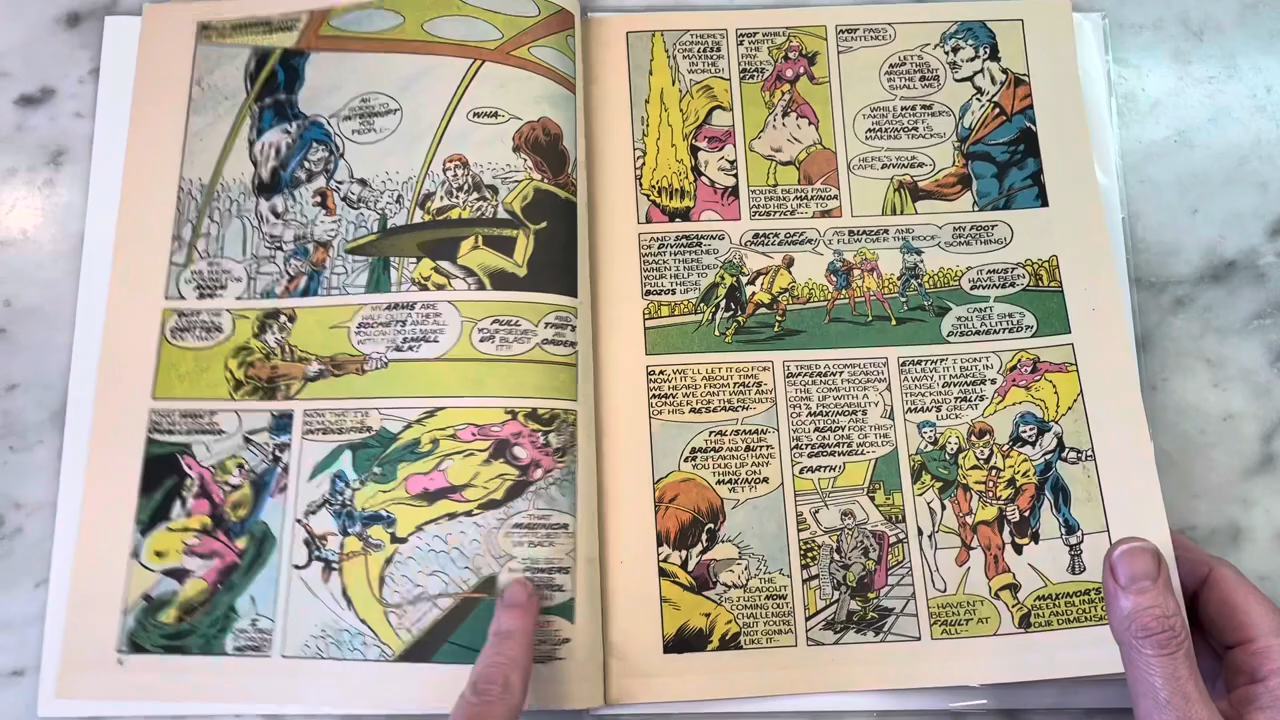 AH--
SORRY TO
INTERRUPT
YOU
PEOPLE--
WHA--
MY ARMS ARE
HALF OUTA THEIR
SOCKETS AND ALL
YOU CAN DO IS MAKE
WITH THE SMALL
TALK!
PULL
YOURSELVES
UP, BLAST
IT!!
AND
THAT'S
AN
ORDER!
NOW THAT I'VE
REMOVED THE
INTENSIFIER--
--THAT
MAXINOR
POWERS
THERE'S
GONNA BE
ONE LESS
MAXINOR
IN THE
WORLD!
NOT WHILE
I WRITE
THE
PAY-
CHECKS,
BLAZ-
ER!!
YOU'RE BEING PAID
TO BRING MAXINOR
AND HIS LIKE TO
JUSTICE---
NOT PASS
SENTENCE!
LET'S
NIP THIS
ARGUEMENT
IN THE BUD,
SHALL WE?
WHILE WE'RE
TAKIN' EACHOTHER'S
HEADS OFF,
MAXINOR IS
MAKING TRACKS!
HERE'S YOUR
CAPE, DIVINER--
--AND SPEAKING
OF DIVINER--
WHAT HAPPENED
BACK THERE
WHEN I NEEDED
YOUR HELP TO
PULL THESE
BOZOS UP?!
BACK OFF,
CHALLENGER!
AS BLAZER AND
I FLEW OVER THE ROOF--
MY FOOT
GRAZED
SOMETHING!
IT MUST
HAVE BEEN
DIVINER--
CAN'T
YOU SEE SHE'S
STILL A LITTLE
DISORIENTED?!
O.K., WE'LL LET IT GO FOR
NOW! IT'S ABOUT TIME
WE HEARD FROM TALIS-
MAN. WE CAN'T WAIT ANY
LONGER FOR THE RESULTS
OF HIS RESEARCH--
TALISMAN--
THIS IS YOUR
BREAD AND BUTT-
ER SPEAKING! HAVE
YOU DUG UP ANY-
THING ON
MAXINOR
YET?!
THE
READOUT
IS JUST NOW
COMING OUT,
CHALLENGER
BUT YOU'RE
NOT GONNA
LIKE IT--
I TRIED A COMPLETELY
DIFFERENT SEARCH
SEQUENCE PROGRAM
THE COMPUTOR'S
COME UP WITH A
99% PROBABILITY
OF MAXINOR'S
LOCATION--ARE
YOU READY FOR THIS?
HE'S ON ONE OF THE
ALTERNATE WORLDS
OF GEORWELL--
EARTH!
EARTH?! I DON'T
BELIEVE IT! BUT, IN
A WAY, IT MAKES
SENSE! DIVINER'S
TRACKING ABILI-
TIES AND TALIS-
MAN'S GREAT
LUCK--
--HAVEN'T
BEEN AT
FAULT AT
ALL--
MAXINOR'S
BEEN BLINKIN'
IN AND OUT OF
OUR DIMENSION